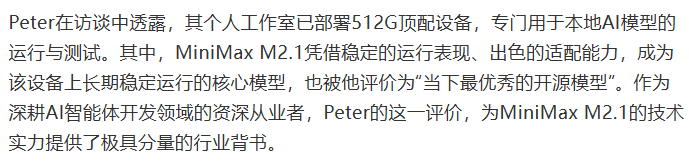 Peter在访谈中透露，其个人工作室已部署512G顶配设备，专门用于本地AI模型的
运行与测试。其中，MiniMax M2.1凭借稳定的运行表现、出色的适配能力，成为
该设备上长期稳定运行的核心模型，也被他评价为“当下最优秀的开源模型”。作为
深耕AI智能体开发领域的资深从业者，Peter的这一评价，为MiniMax M2.1的技术
实力提供了极具分量的行业背书。